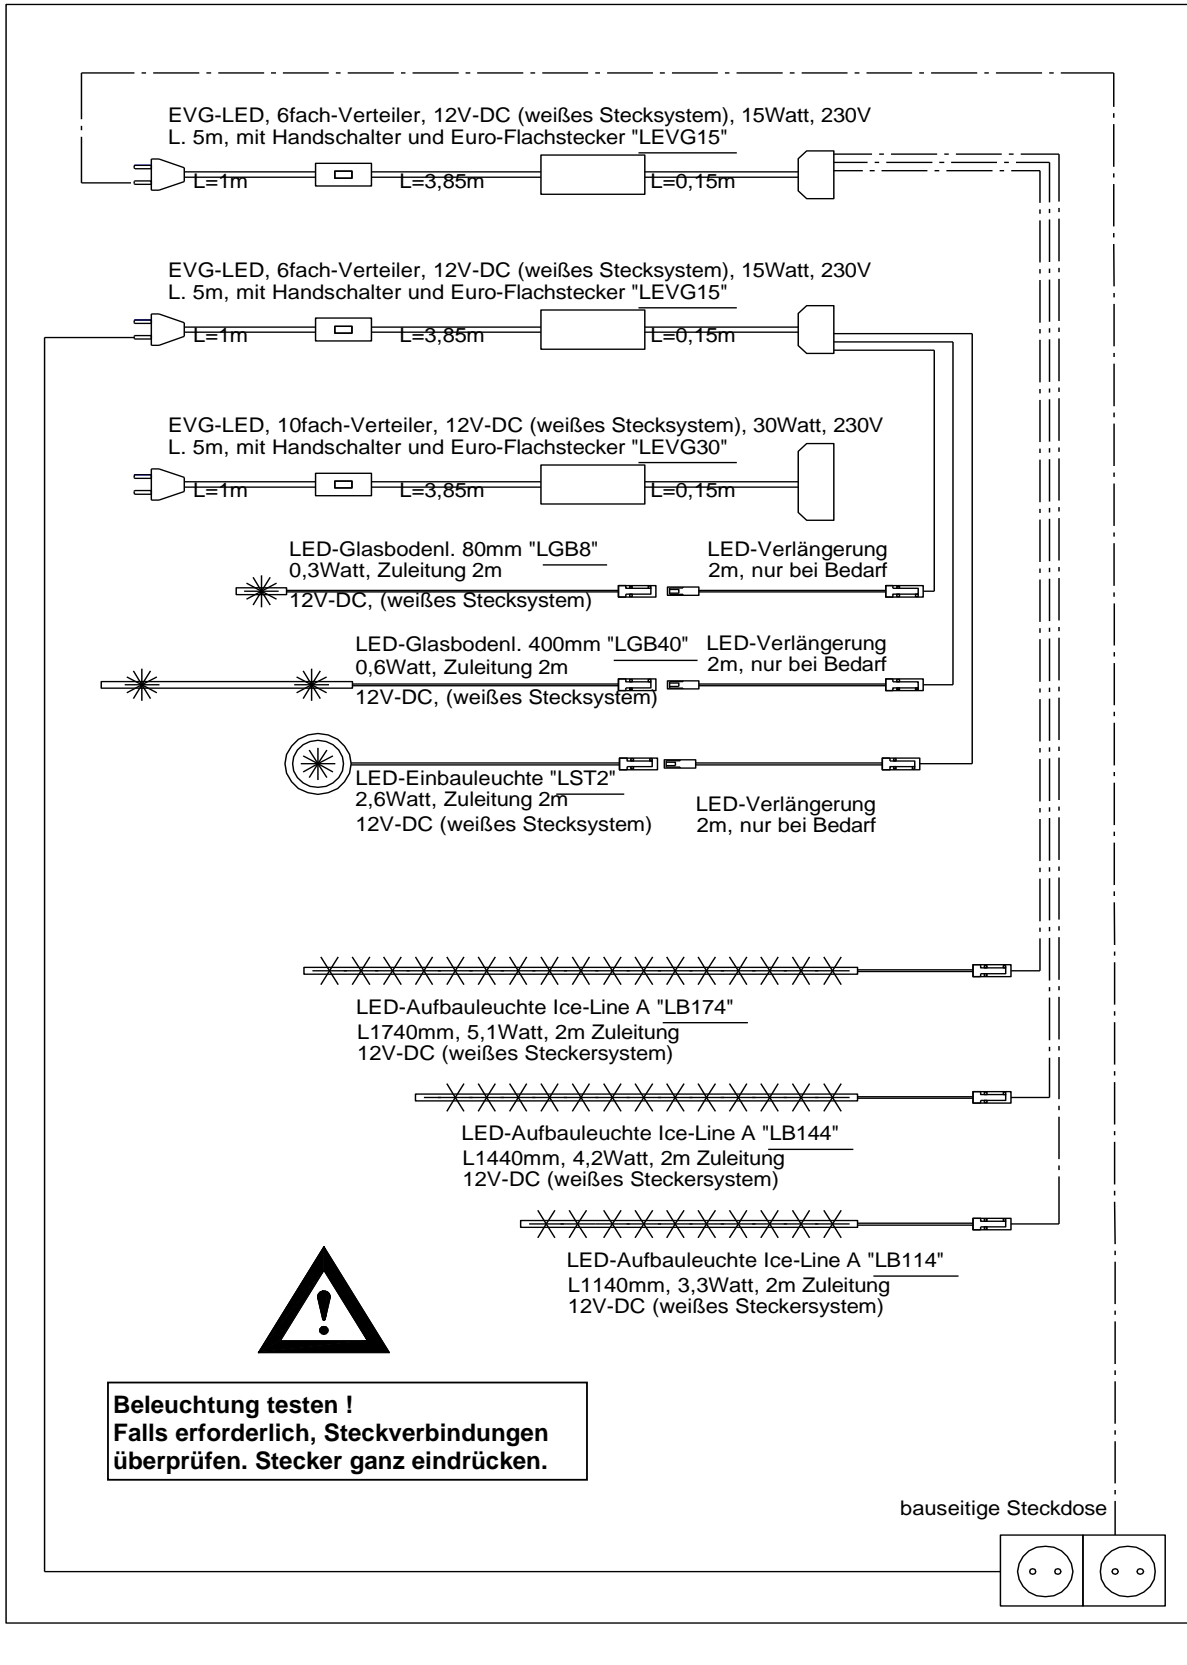 EVG-LED, 6fach-Verteiler, 12V-DC (weißes Stecksystem), 15Watt, 230V
L. 5m, mit Handschalter und Euro-Flachstecker "LEVG15"
L=1m L=3,85m L=0,15m
EVG-LED, 6fach-Verteiler, 12V-DC (weißes Stecksystem), 15Watt, 230V
L. 5m, mit Handschalter und Euro-Flachstecker "LEVG15"
L=1m L=3,85m L=0,15m
EVG-LED, 10fach-Verteiler, 12V-DC (weißes Stecksystem), 30Watt, 230V
L. 5m, mit Handschalter und Euro-Flachstecker "LEVG30"
L=1m L=3,85m L=0,15m
LED-Glasbodenl. 80mm "LGB8"
0,3Watt, Zuleitung 2m
12V-DC, (weißes Stecksystem)
LED-Verlängerung
2m, nur bei Bedarf
LED-Glasbodenl. 400mm "LGB40"
0,6Watt, Zuleitung 2m
12V-DC, (weißes Stecksystem)
LED-Verlängerung
2m, nur bei Bedarf
LED-Einbauleuchte "LST2"
2,6Watt, Zuleitung 2m
12V-DC (weißes Stecksystem)
LED-Verlängerung
2m, nur bei Bedarf
LED-Aufbauleuchte Ice-Line A "LB174"
L1740mm, 5,1Watt, 2m Zuleitung
12V-DC (weißes Steckersystem)
LED-Aufbauleuchte Ice-Line A "LB144"
L1440mm, 4,2Watt, 2m Zuleitung
12V-DC (weißes Steckersystem)
LED-Aufbauleuchte Ice-Line A "LB114"
L1140mm, 3,3Watt, 2m Zuleitung
12V-DC (weißes Steckersystem)
Beleuchtung testen !
Falls erforderlich, Steckverbindungen
überprüfen. Stecker ganz eindrücken.
bauseitige Steckdose